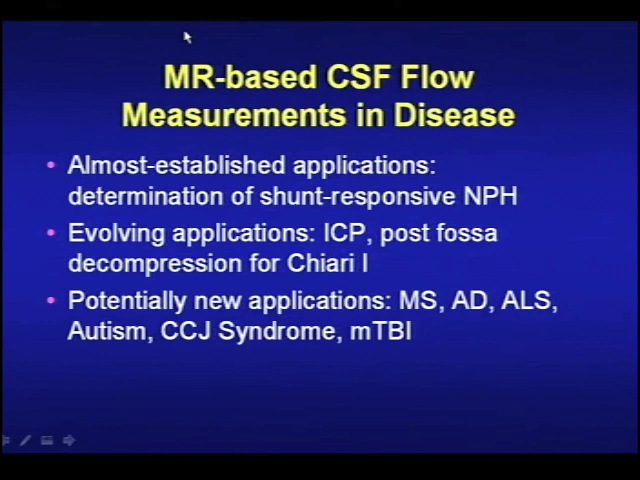 MR-based CSF Flow
Measurements in Disease
• Almost-established applications:
determination of shunt-responsive NPH
• Evolving applications: ICP, post fossa
decompression for Chiari I
• Potentially new applications: MS, AD, ALS,
Autism, CCJ Syndrome, mTBI